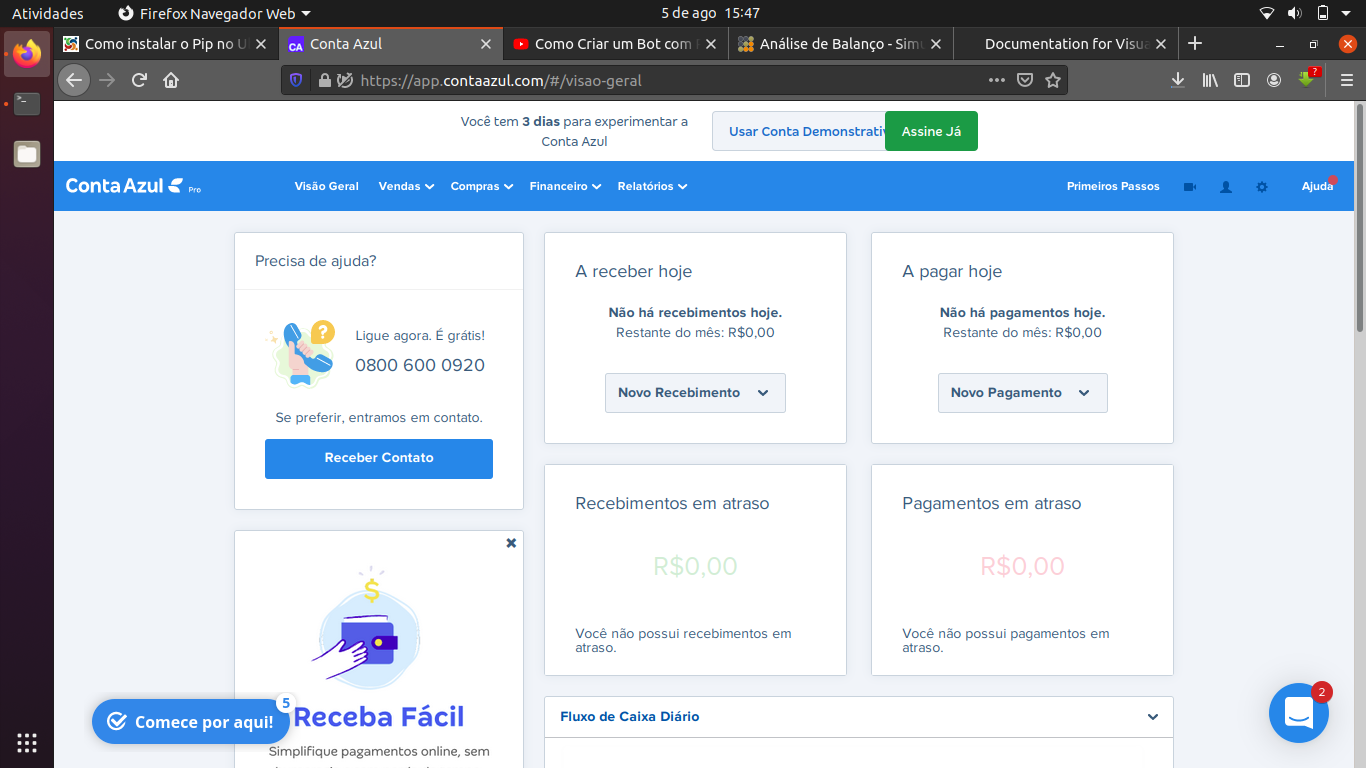 Atividades
Firefox Navegador Web
5 de ago 15:47
Como instalar o Pip no U
Conta Azul
Como Criar um Bot com
Análise de Balanço - Simu
Documentation for Visua
https://app.contaazul.com/#/visao-geral
Você tem 3 dias para experimentar a
Conta Azul
Usar Conta Demonstrativ
Assine Já
Conta Azul Pro
Visão Geral
Vendas
Compras
Financeiro
Relatórios
Primeiros Passos
Ajuda
Precisa de ajuda?
Ligue agora. É grátis!
0800 600 0920
Se preferir, entramos em contato.
Receber Contato
A receber hoje
Não há recebimentos hoje.
Restante do mês: R$0,00
Novo Recebimento
A pagar hoje
Não há pagamentos hoje.
Restante do mês: R$0,00
Novo Pagamento
Recebimentos em atraso
R$0,00
Você não possui recebimentos em
atraso.
Pagamentos em atraso
R$0,00
Você não possui pagamentos em
atraso.
Receba Fácil
Simplifique pagamentos online, sem
Comece por aqui!
5
Fluxo de Caixa Diário
2